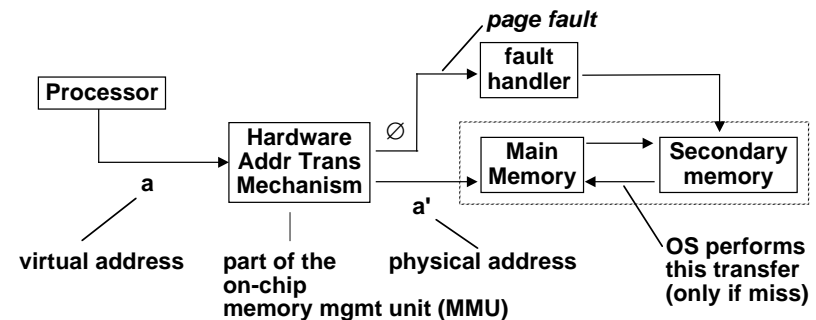 page fault
fault
handler
Processor
∅
Hardware
Addr Trans
Mechanism
Main
Memory
Secondary
memory
a
a'
virtual address
part of the
on-chip
memory mgmt unit (MMU)
physical address
OS performs
this transfer
(only if miss)